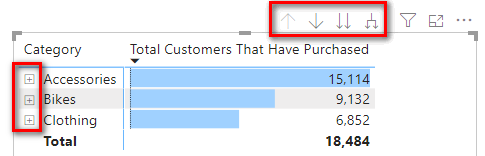 Category Total Customers That Have Purchased
Accessories 15,114
Bikes 9,132
Clothing 6,852
Total 18,484